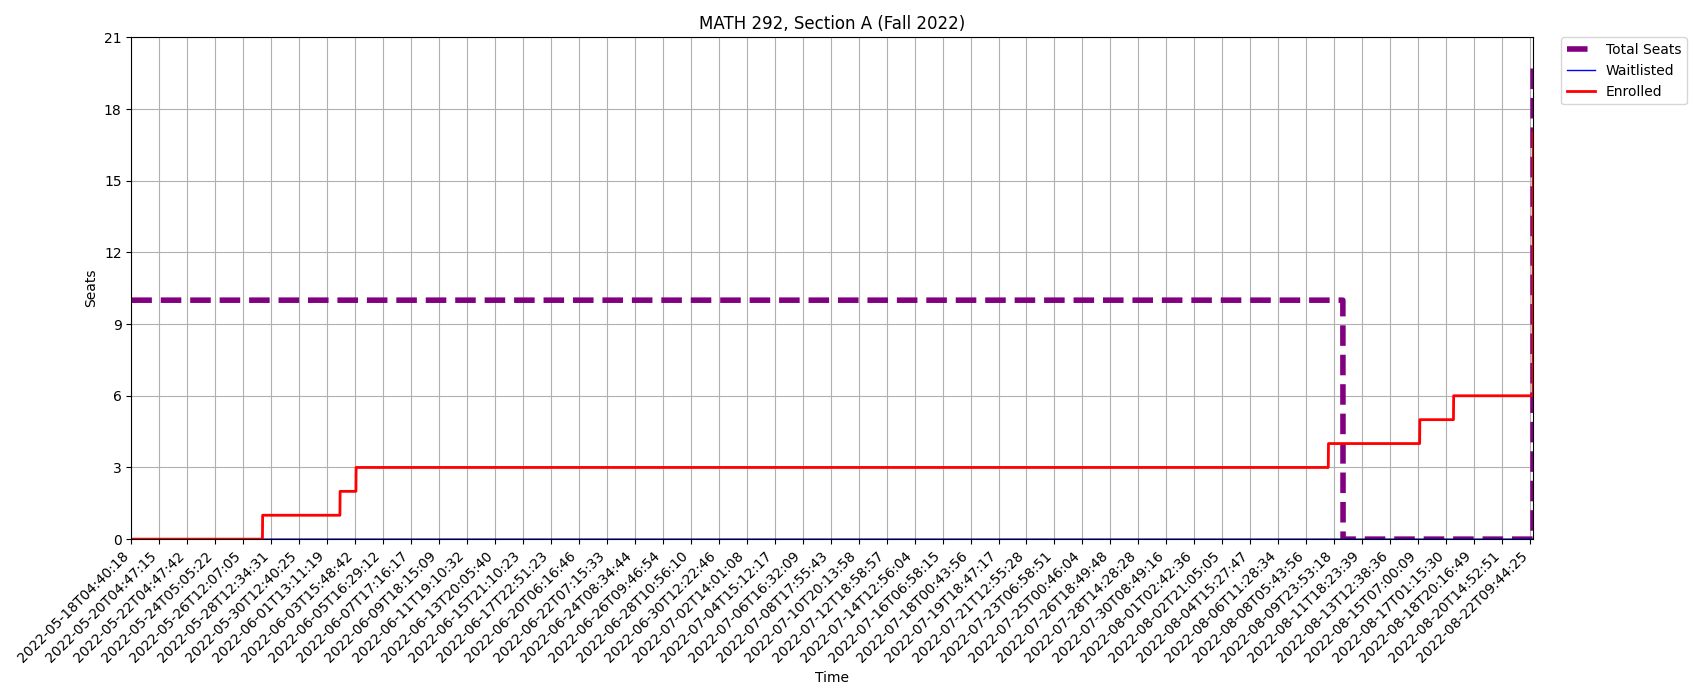 MATH 292, Section A (Fall 2022)
Total Seats
Waitlisted
Enrolled
Seats
21
18
15
12
9
6
3
0
2022-05-18T04:40:18
2022-05-20T04:47:15
2022-05-22T04:47:42
2022-05-24T05:05:22
2022-05-26T12:07:05
2022-05-28T12:34:31
2022-05-30T12:40:25
2022-06-01T13:11:19
2022-06-03T15:48:42
2022-06-05T16:29:12
2022-06-07T17:16:17
2022-06-09T18:15:09
2022-06-11T19:10:32
2022-06-13T20:05:40
2022-06-15T21:10:23
2022-06-17T22:51:23
2022-06-20T06:16:46
2022-06-22T07:15:33
2022-06-24T08:34:44
2022-06-26T09:46:54
2022-06-28T10:56:10
2022-06-30T12:22:46
2022-07-02T14:01:08
2022-07-04T15:12:17
2022-07-06T16:32:09
2022-07-08T17:55:43
2022-07-10T20:13:58
2022-07-12T18:58:57
2022-07-14T12:56:04
2022-07-16T06:58:15
2022-07-18T00:43:56
2022-07-19T18:47:17
2022-07-21T12:55:28
2022-07-23T06:58:51
2022-07-25T00:46:04
2022-07-26T18:49:48
2022-07-28T14:28:28
2022-07-30T08:49:16
2022-08-01T02:42:36
2022-08-02T21:05:05
2022-08-04T15:27:47
2022-08-06T11:28:34
2022-08-08T05:43:56
2022-08-09T23:53:18
2022-08-11T18:23:39
2022-08-13T12:38:36
2022-08-15T07:00:09
2022-08-17T01:15:30
2022-08-18T20:16:49
2022-08-20T14:52:51
2022-08-22T09:44:25
Time